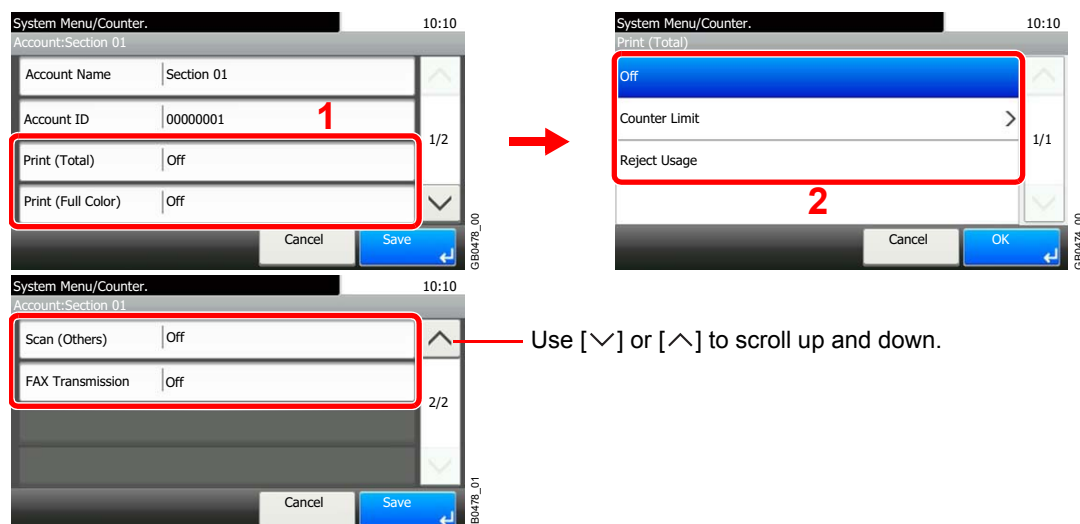 System Menu/Counter. 10:10
Account:Section 01
Account Name Section 01
Account ID 00000001
1
1/2
Print (Total) Off
Print (Full Color) Off
Cancel Save
GB0478_00
System Menu/Counter. 10:10
Print (Total)
Off
Counter Limit
1/1
Reject Usage
2
Cancel OK
GB0474_00
System Menu/Counter. 10:10
Account:Section 01
Scan (Others) Off
FAX Transmission Off
2/2
Cancel Save
B0478_01
Use [∨] or [∧] to scroll up and down.